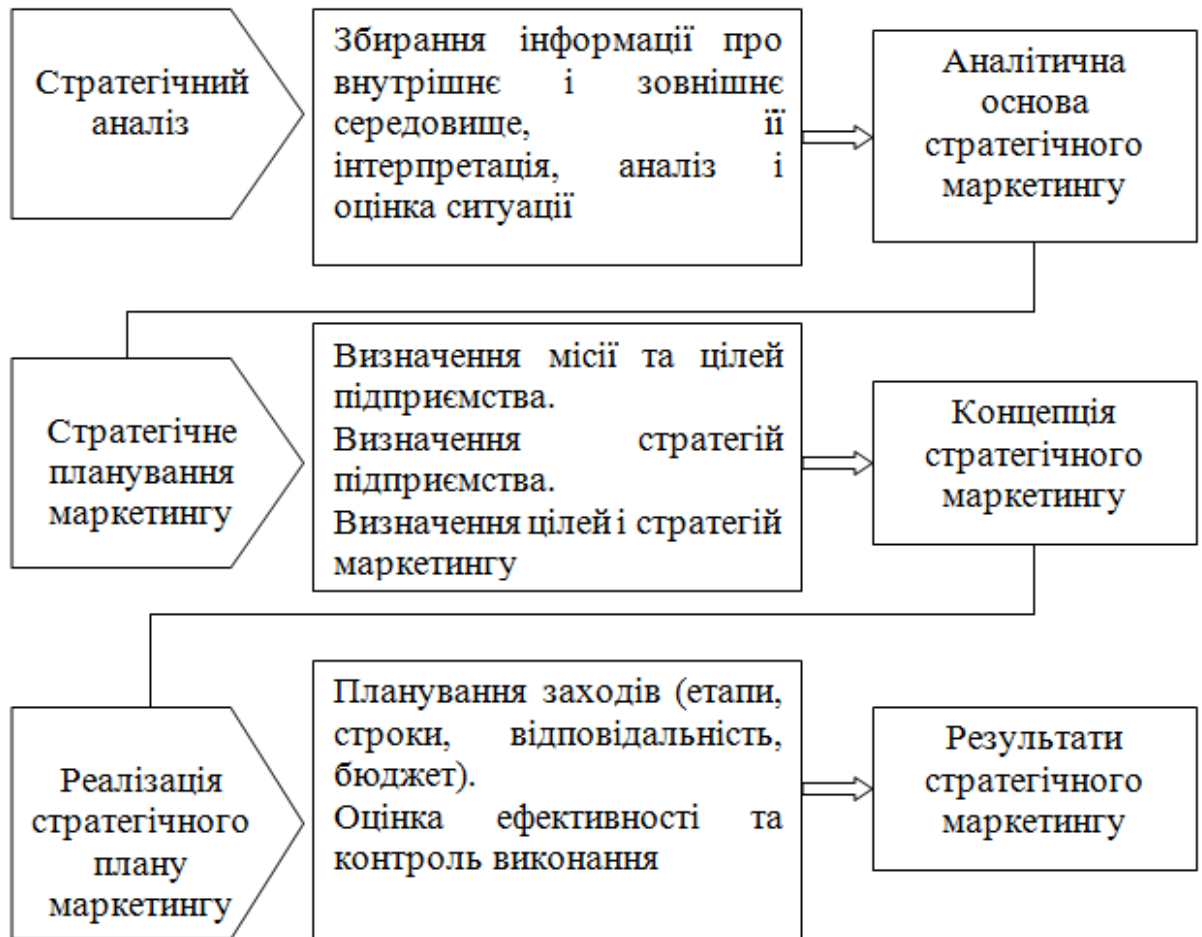 Стратегічний
аналіз
Збирання інформації про
внутрішнє і зовнішнє
середовище, її
інтерпретація, аналіз і
оцінка ситуації
Аналітична
основа
стратегічного
маркетингу
Стратегічне
планування
маркетингу
Визначення місії та цілей
підприємства.
Визначення стратегій
підприємства.
Визначення цілей і стратегій
маркетингу
Концепція
стратегічного
маркетингу
Реалізація
стратегічного
плану
маркетингу
Планування заходів (етапи,
строки, відповідальність,
бюджет).
Оцінка ефективності та
контроль виконання
Результати
стратегічного
маркетингу